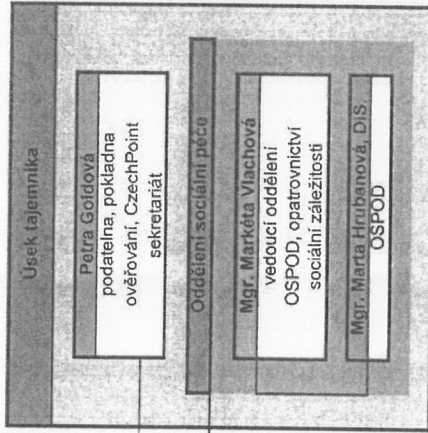 Úsek tajemníka
Petra Goldová
podatelna, pokladna
ověřování, CzechPoint
sekretariát
Oddělení sociální péče
Mgr. Markéta Vlachová
vedoucí oddělení
OSPOD, opatrovnictví
sociální záležitosti
Mgr. Marta Hrubanová, DiS.
OSPOD